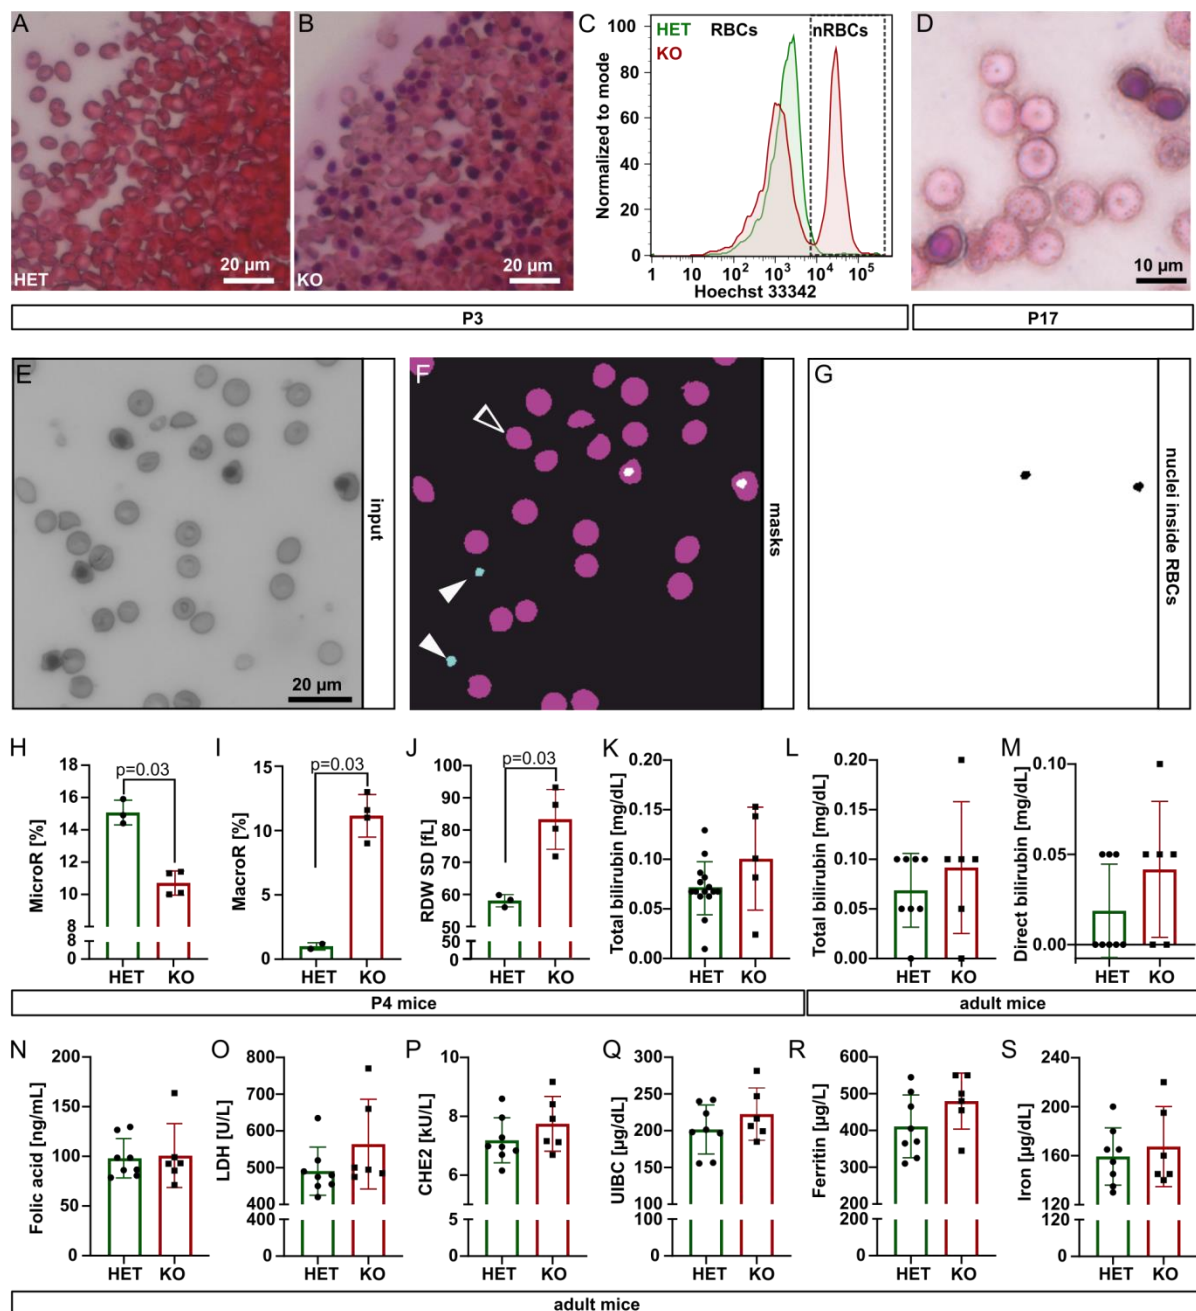 A
HET
20 µm
B
KO
20 µm
C
HET
KO
RBCs
nRBCs
Normalized to mode
100
80
60
40
20
0
1 10 10² 10³ 10⁴ 10⁵
Hoechst 33342
D
10 µm
P3
P17
E
20 µm
input
F
masks
G
nuclei inside RBCs
H
p=0.03
MicroR [%]
18
16
14
12
10
8
8
0
HET KO
I
p=0.03
MacroR [%]
15
10
5
0
HET KO
J
p=0.03
RDW SD [fL]
100
90
80
70
60
50
50
0
HET KO
K
Total bilirubin [mg/dL]
0.20
0.15
0.10
0.05
0.00
HET KO
L
Total bilirubin [mg/dL]
0.20
0.15
0.10
0.05
0.00
HET KO
M
Direct bilirubin [mg/dL]
0.10
0.05
0.00
HET KO
P4 mice
adult mice
N
Folic acid [ng/mL]
200
150
100
50
0
HET KO
O
LDH [U/L]
800
700
600
500
400
400
0
HET KO
P
CHE2 [kU/L]
10
8
6
5
0
HET KO
Q
UIBC [µg/dL]
300
250
200
150
100
100
0
HET KO
R
Ferritin [µg/L]
600
500
400
300
200
200
0
HET KO
S
Iron [µg/dL]
240
200
160
120
120
0
HET KO
adult mice